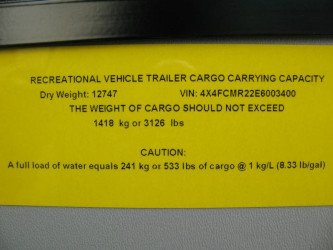 RECREATIONAL VEHICLE TRAILER CARGO CARRYING CAPACITY
Dry Weight: 12747 VIN: 4X4FCMR22E6003400
THE WEIGHT OF CARGO SHOULD NOT EXCEED
1418 kg or 3126 lbs
CAUTION:
A full load of water equals 241 kg or 533 lbs of cargo @ 1 kg/L (8.33 lb/gal)